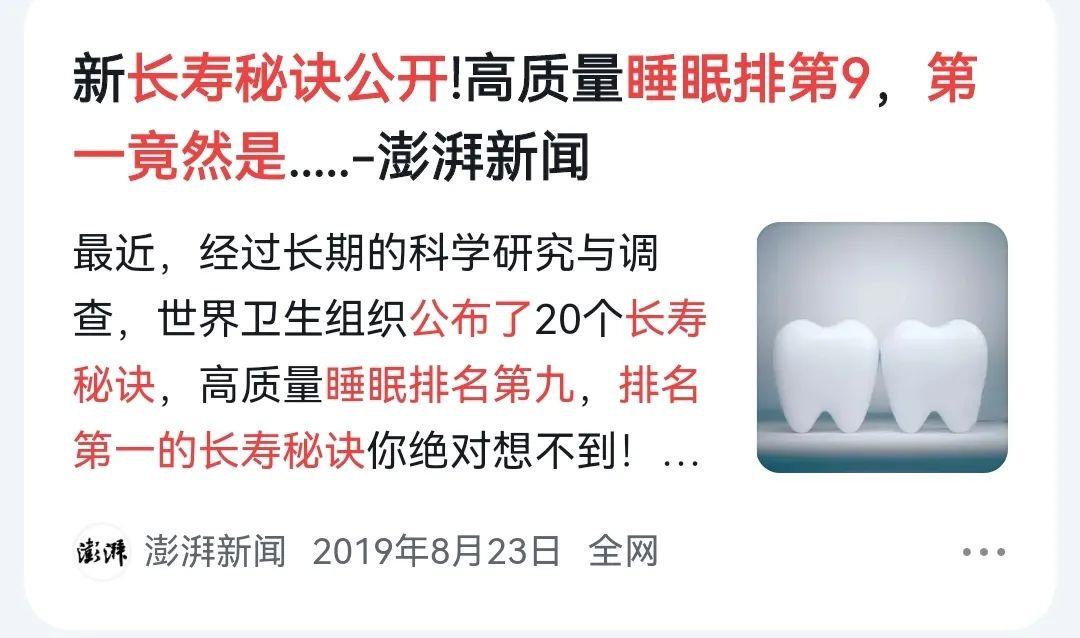 新长寿秘诀公开!高质量睡眠排第9，第
一竟然是.....-澎湃新闻
最近，经过长期的科学研究与调
查，世界卫生组织公布了20个长寿
秘诀，高质量睡眠排名第九，排名
第一的长寿秘诀你绝对想不到！...
澎湃 澎湃新闻 2019年8月23日 全网